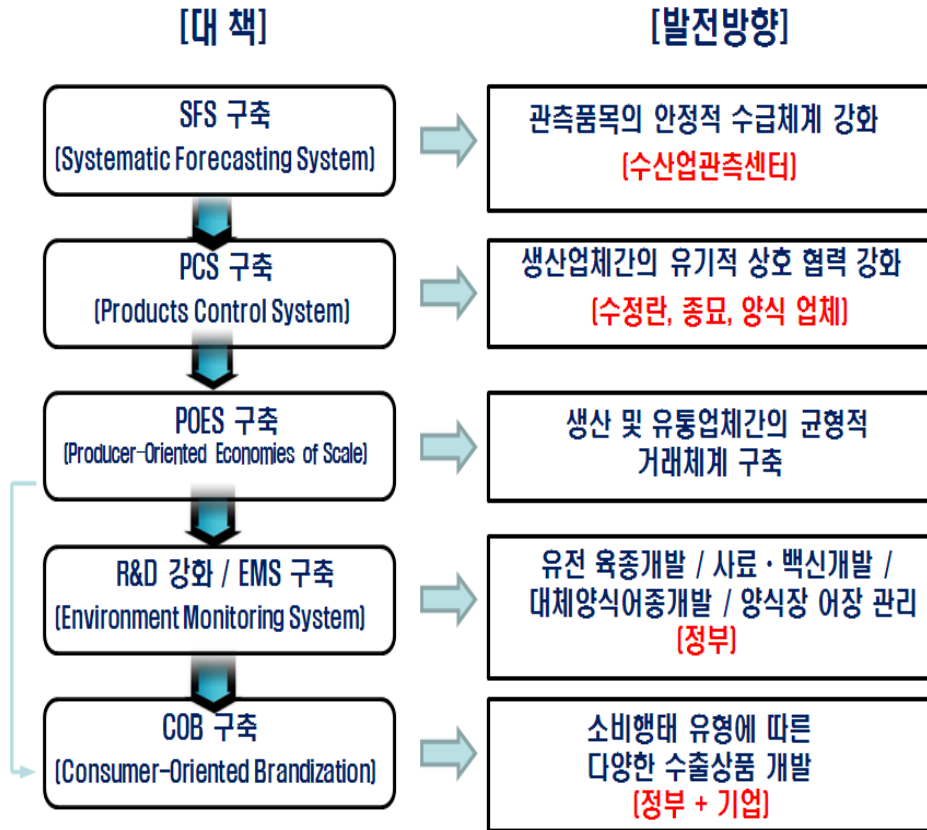 [대 책]
[발전방향]
SFS 구축
(Systematic Forecasting System)
관측품목의 안정적 수급체계 강화
(수산업관측센터)
PCS 구축
(Products Control System)
생산업체간의 유기적 상호 협력 강화
(수정란, 종묘, 양식 업체)
POES 구축
(Producer-Oriented Economies of Scale)
생산 및 유통업체간의 균형적
거래체계 구축
R&D 강화 / EMS 구축
(Environment Monitoring System)
유전 육종개발 / 사료 · 백신개발 /
대체양식어종개발 / 양식장 어장 관리
(정부)
COB 구축
(Consumer-Oriented Brandization)
소비행태 유형에 따른
다양한 수출상품 개발
(정부 + 기업)